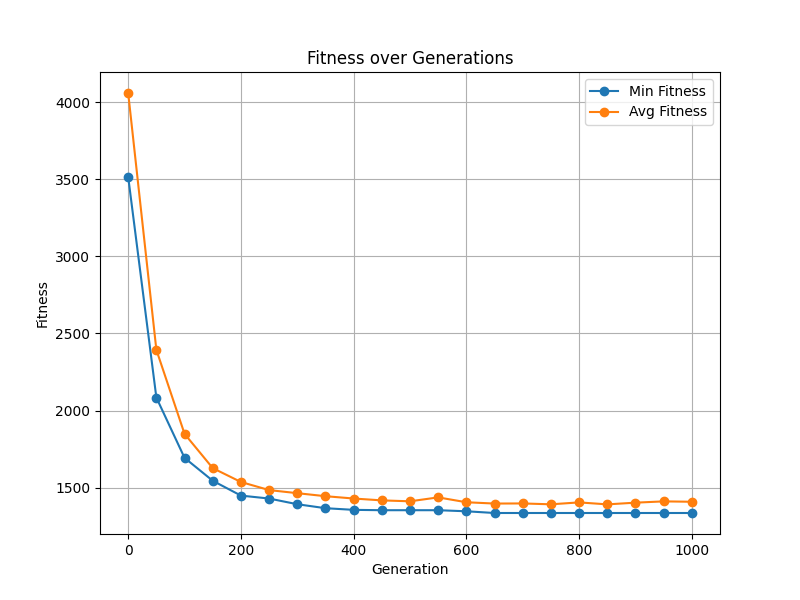 Fitness over Generations
Min Fitness
Avg Fitness
4000
3500
3000
2500
2000
1500
Fitness
0 200 400 600 800 1000
Generation